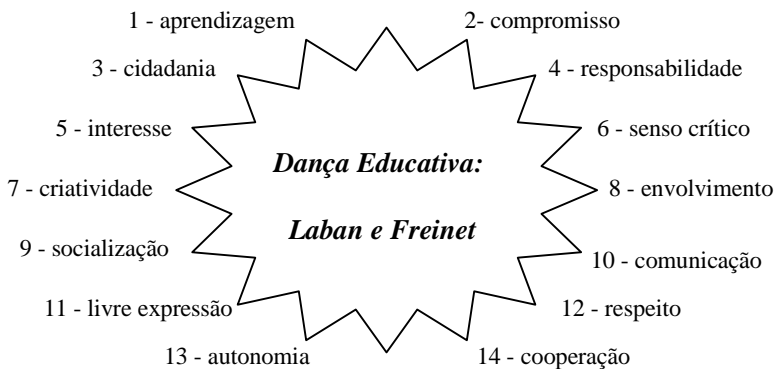 1 - aprendizagem
2- compromisso
3 - cidadania
4 - responsabilidade
5 - interesse
6 - senso crítico
Dança Educativa:
7 - criatividade
8 - envolvimento
Laban e Freinet
9 - socialização
10 - comunicação
11 - livre expressão
12 - respeito
13 - autonomia
14 - cooperação